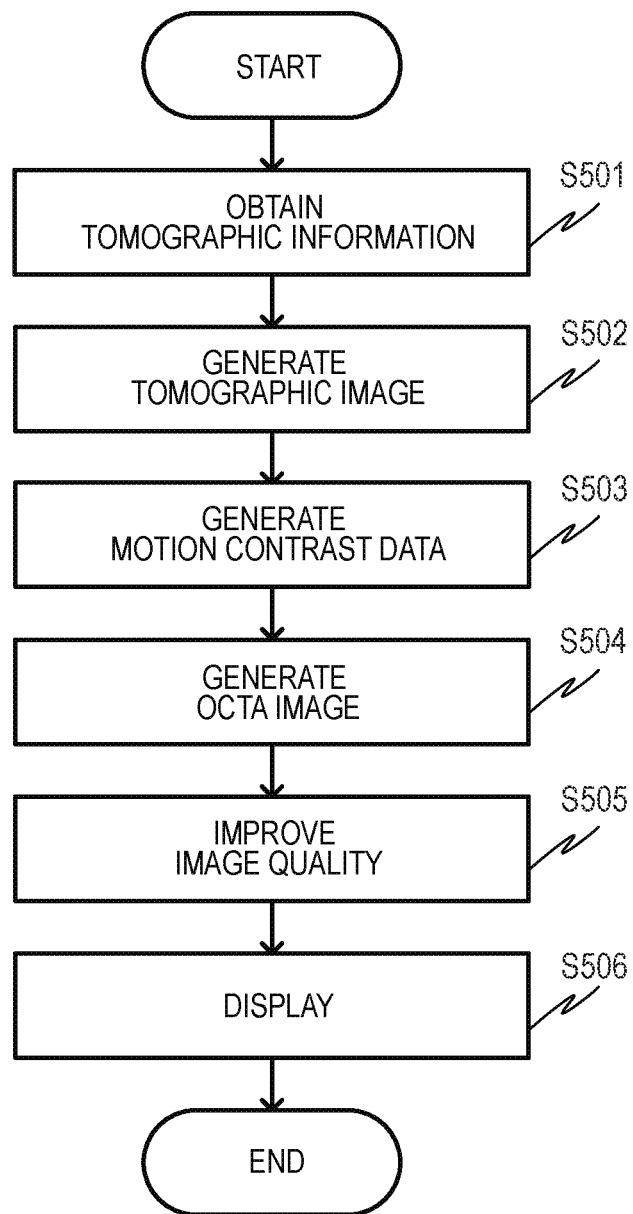 START
S501
OBTAIN
TOMOGRAPHIC INFORMATION
S502
GENERATE
TOMOGRAPHIC IMAGE
S503
GENERATE
MOTION CONTRAST DATA
S504
GENERATE
OCTA IMAGE
S505
IMPROVE
IMAGE QUALITY
S506
DISPLAY
END